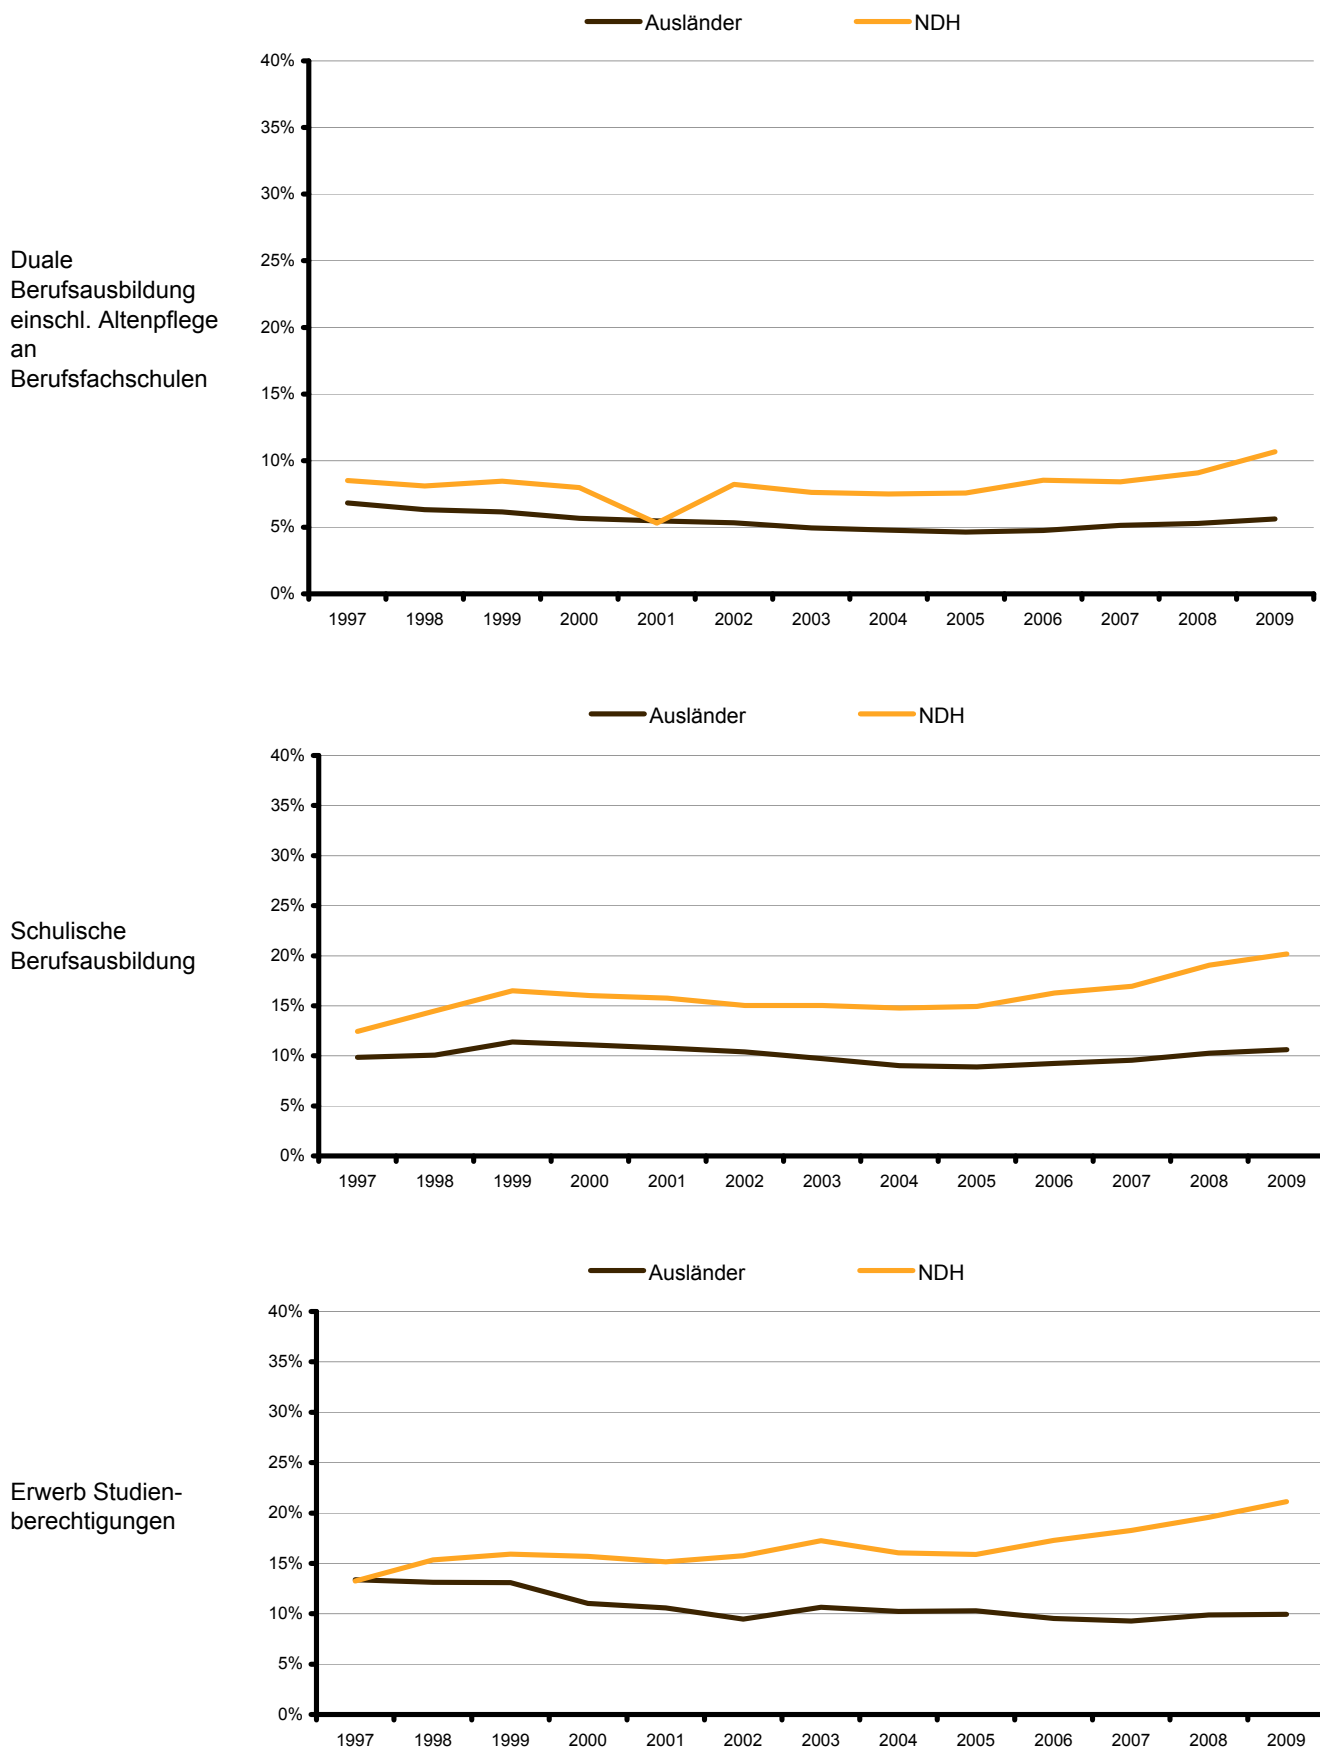 Ausländer NDH
40%
35%
30%
25%
20%
15%
10%
5%
0%
1997 1998 1999 2000 2001 2002 2003 2004 2005 2006 2007 2008 2009
Duale
Berufsausbildung
einschl. Altenpflege
an
Berufsfachschulen
Ausländer NDH
40%
35%
30%
25%
20%
15%
10%
5%
0%
1997 1998 1999 2000 2001 2002 2003 2004 2005 2006 2007 2008 2009
Schulische
Berufsausbildung
Ausländer NDH
40%
35%
30%
25%
20%
15%
10%
5%
0%
1997 1998 1999 2000 2001 2002 2003 2004 2005 2006 2007 2008 2009
Erwerb Studien-
berechtigungen